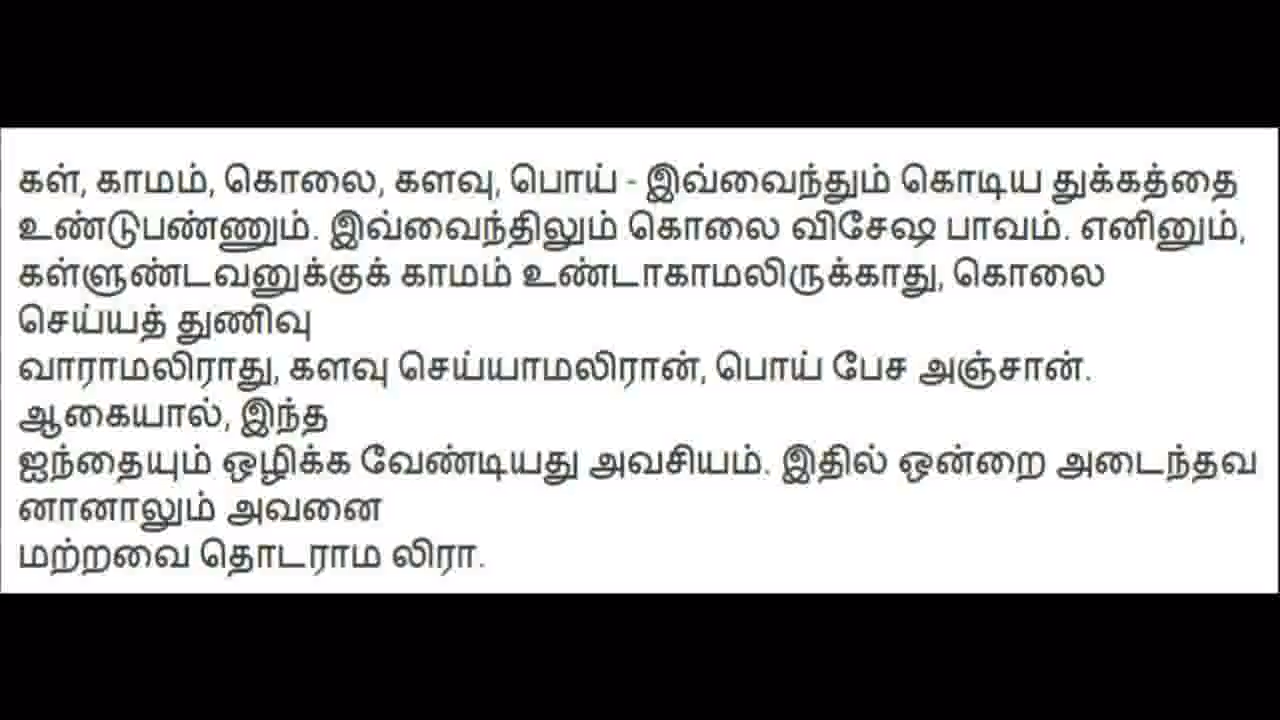 கள், காமம், கொலை, களவு, பொய் - இவ்வைந்தும் கொடிய துக்கத்தை
உண்டுபண்ணும். இவ்வைந்திலும் கொலை விசேஷ பாவம். எனினும்,
கள்ளுண்டவனுக்குக் காமம் உண்டாகாமலிருக்காது, கொலை
செய்யத் துணிவு
வாராமலிராது, களவு செய்யாமலிரான், பொய் பேச அஞ்சான்.
ஆகையால், இந்த
ஐந்தையும் ஒழிக்க வேண்டியது அவசியம். இதில் ஒன்றை அடைந்தவ
னானாலும் அவனை
மற்றவை தொடராம லிரா.